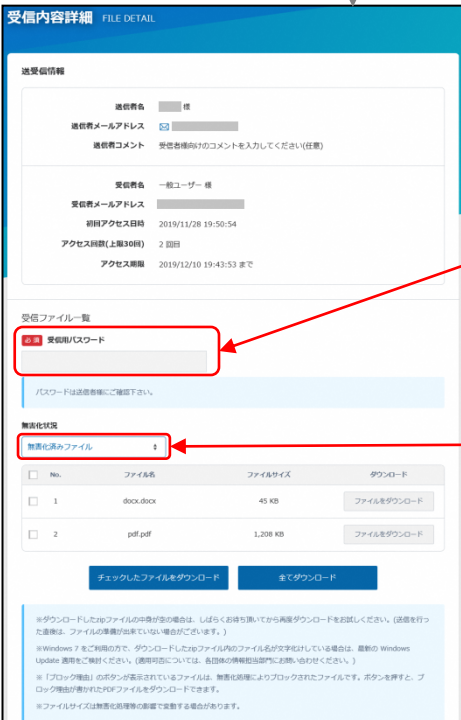 受信内容詳細 FILE DETAIL
送受信情報
送信者名 様
送信者メールアドレス
送信者コメント 受信者様向けのコメントを入力してください(任意)
受信者名 一般ユーザー 様
受信者メールアドレス
初回アクセス日時 2019/11/28 19:50:54
アクセス回数(上限30回) 2 回目
アクセス期限 2019/12/10 19:43:53 まで
受信ファイル一覧
必須 受信用パスワード
パスワードは送信者様にご確認下さい。
無害化状況
無害化済みファイル
No. ファイル名 ファイルサイズ ダウンロード
1 docx.docx 45 KB ファイルをダウンロード
2 pdf.pdf 1,208 KB ファイルをダウンロード
チェックしたファイルをダウンロード 全てダウンロード
※ダウンロードしたzipファイルの中身が空の場合は、しばらくお待ち頂いてから再度ダウンロードをお試しください。(送信を行っ
た直後は、ファイルの準備が出来ていない場合がございます。)
※Windows 7 をご利用の方で、ダウンロードしたzipファイル内のファイル名が文字化けしている場合は、最新の Windows
Update 適用をご検討ください。(適用可否については、各団体の情報担当部門にお問い合わせください。)
※「ブロック理由」のボタンが表示されているファイルは、無害化処理によりブロックされたファイルです。ボタンを押すと、ブ
ロック理由が書かれたPDFファイルをダウンロードできます。
※ファイルサイズは無害化処理等の影響で変動する場合があります。